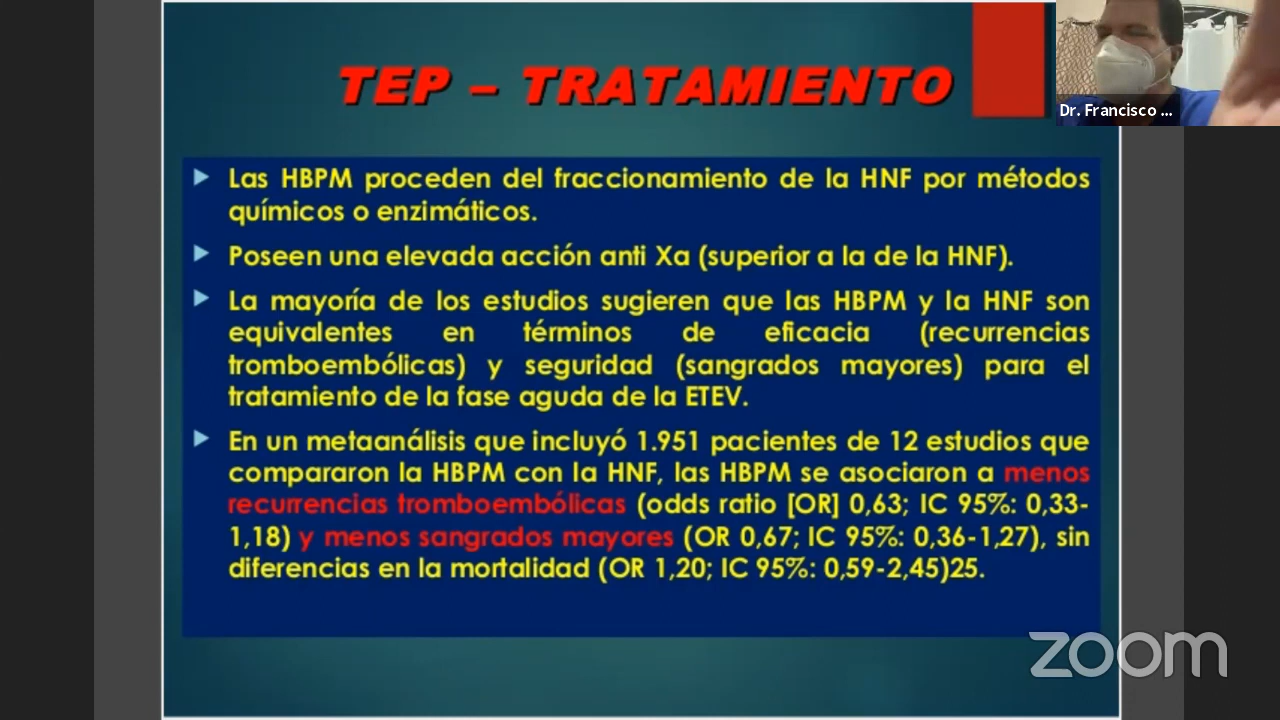 TEP – TRATAMIENTO
Dr. Francisco ...
Las HBPM proceden del fraccionamiento de la HNF por métodos
químicos o enzimáticos.
Poseen una elevada acción anti Xa (superior a la de la HNF).
La mayoría de los estudios sugieren que las HBPM y la HNF son
equivalentes en términos de eficacia (recurrencias
tromboembólicas) y seguridad (sangrados mayores) para el
tratamiento de la fase aguda de la ETEV.
En un metaanálisis que incluyó 1.951 pacientes de 12 estudios que
compararon la HBPM con la HNF, las HBPM se asociaron a menos
recurrencias tromboembólicas (odds ratio [OR] 0,63; IC 95%: 0,33-
1,18) y menos sangrados mayores (OR 0,67; IC 95%: 0,36-1,27), sin
diferencias en la mortalidad (OR 1,20; IC 95%: 0,59-2,45)25.
zoom